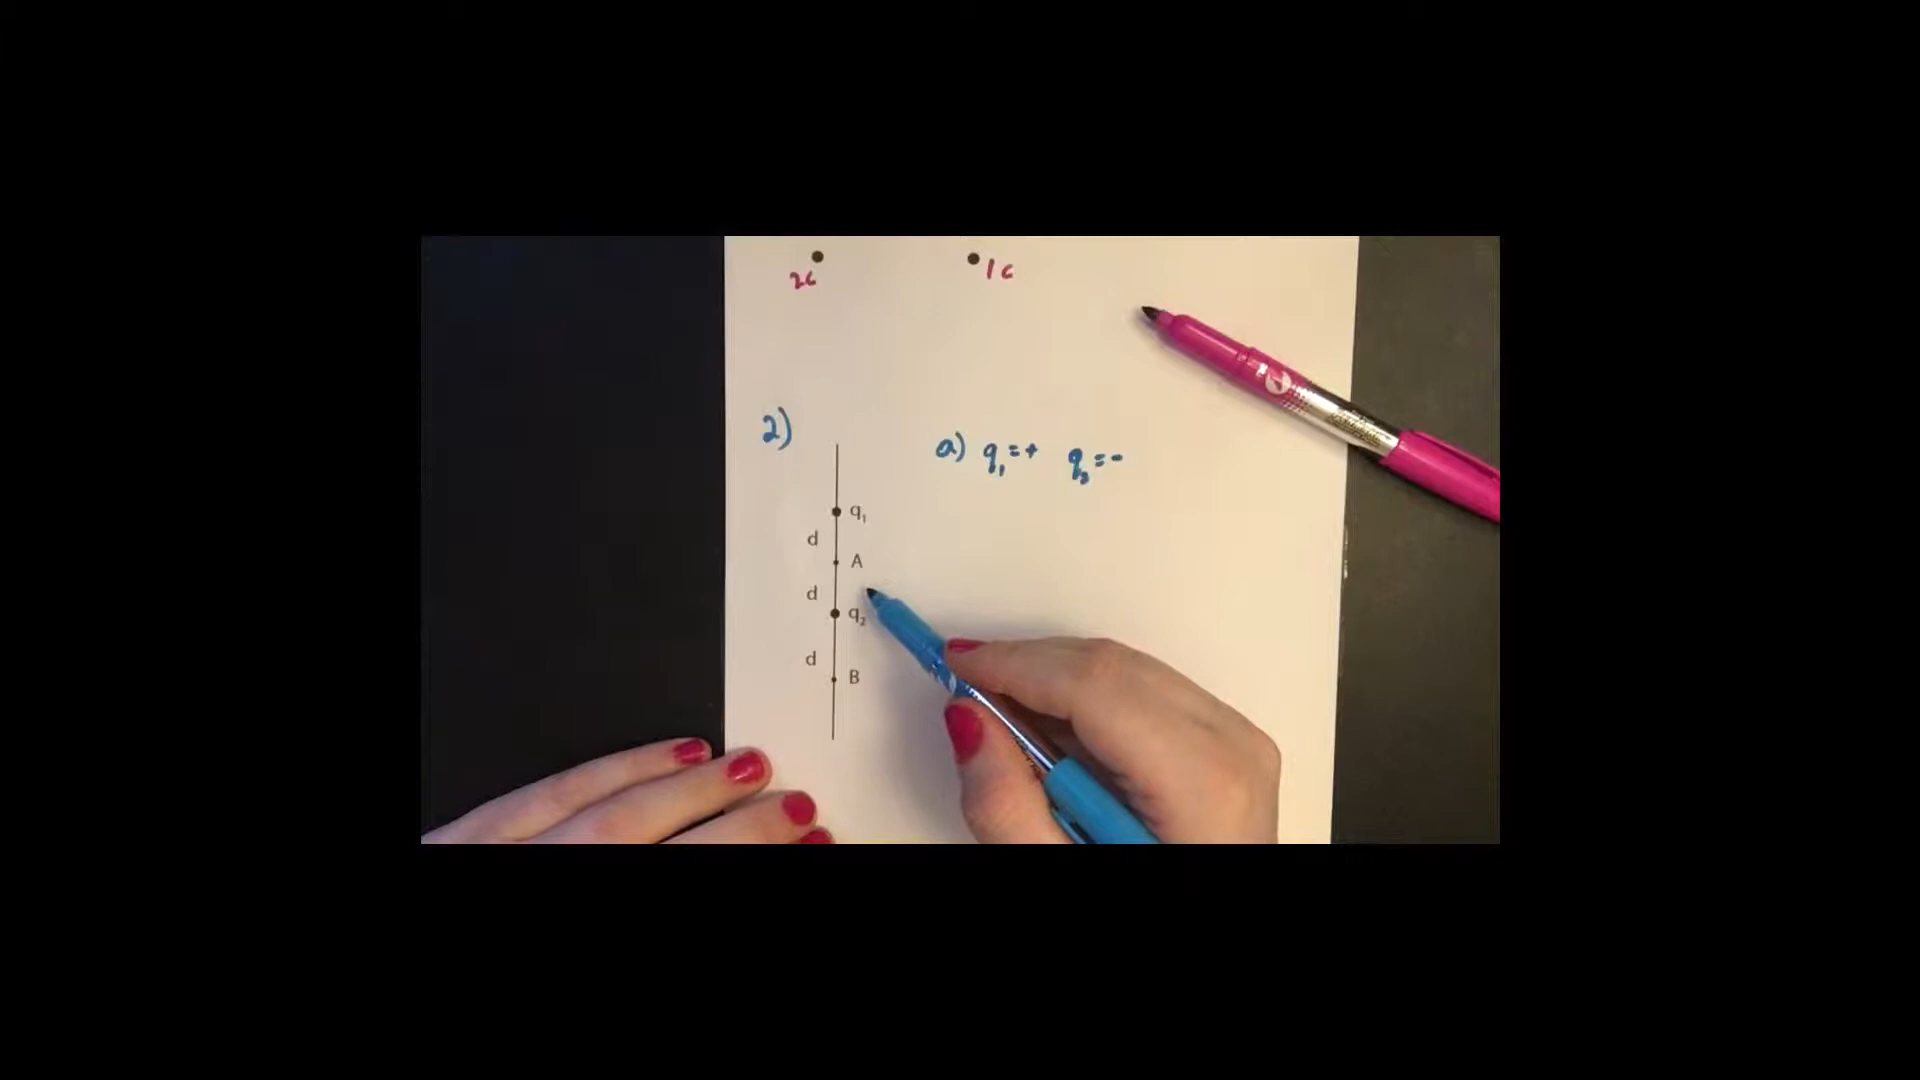 2C
1C
2)
a) q₁=+ q₂=-
q₁
d
A
d
q₂
d
B